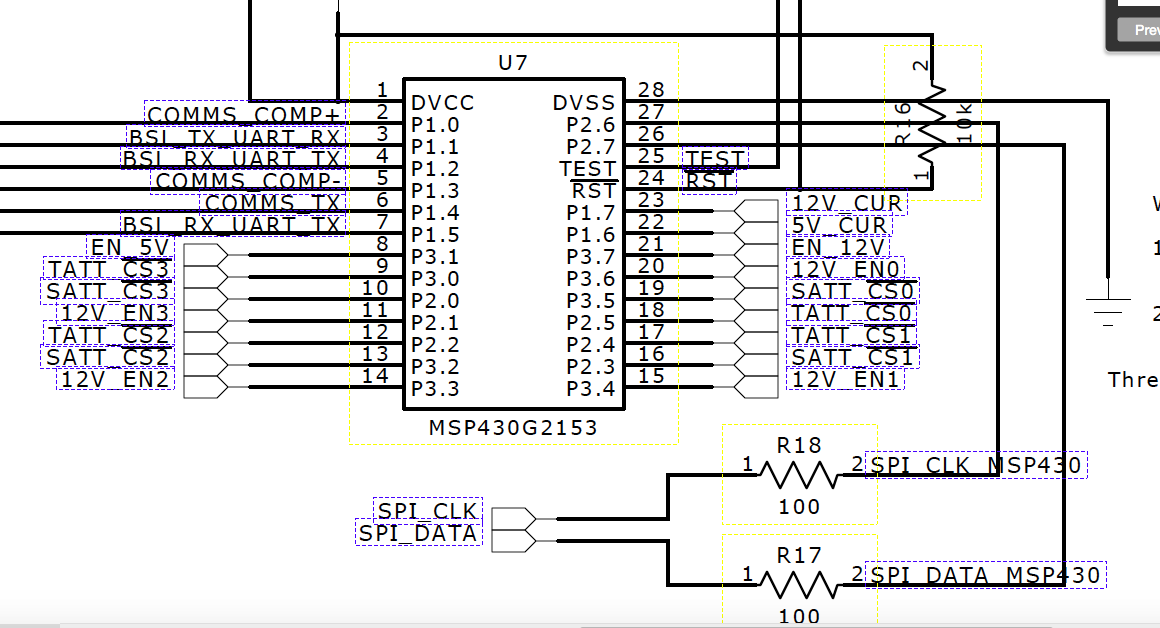 Prev
U7
2
R16
10k
1
1
DVCC
DVSS
28
COMMS_COMP+
2
P1.0
P2.6
27
BSL_TX_UART_RX
3
P1.1
P2.7
26
BSL_RX_UART_TX
4
P1.2
TEST
25
TEST
COMMS_COMP-
5
P1.3
RST
24
RST
COMMS_TX
6
P1.4
P1.7
23
12V_CUR
BSL_RX_UART_TX
7
P1.5
P1.6
22
5V_CUR
EN_5V
8
P3.1
P3.7
21
EN_12V
TATT_CS3
9
P3.0
P3.6
20
12V_EN0
SATT_CS3
10
P2.0
P3.5
19
SATT_CS0
12V_EN3
11
P2.1
P2.5
18
TATT_CS0
TATT_CS2
12
P2.2
P2.4
17
TATT_CS1
SATT_CS2
13
P3.2
P2.3
16
SATT_CS1
12V_EN2
14
P3.3
P3.4
15
12V_EN1
MSP430G2153
W
1
2
Thre
R18
1
2
SPI_CLK_MSP430
100
SPI_CLK
SPI_DATA
R17
1
2
SPI_DATA_MSP430
100